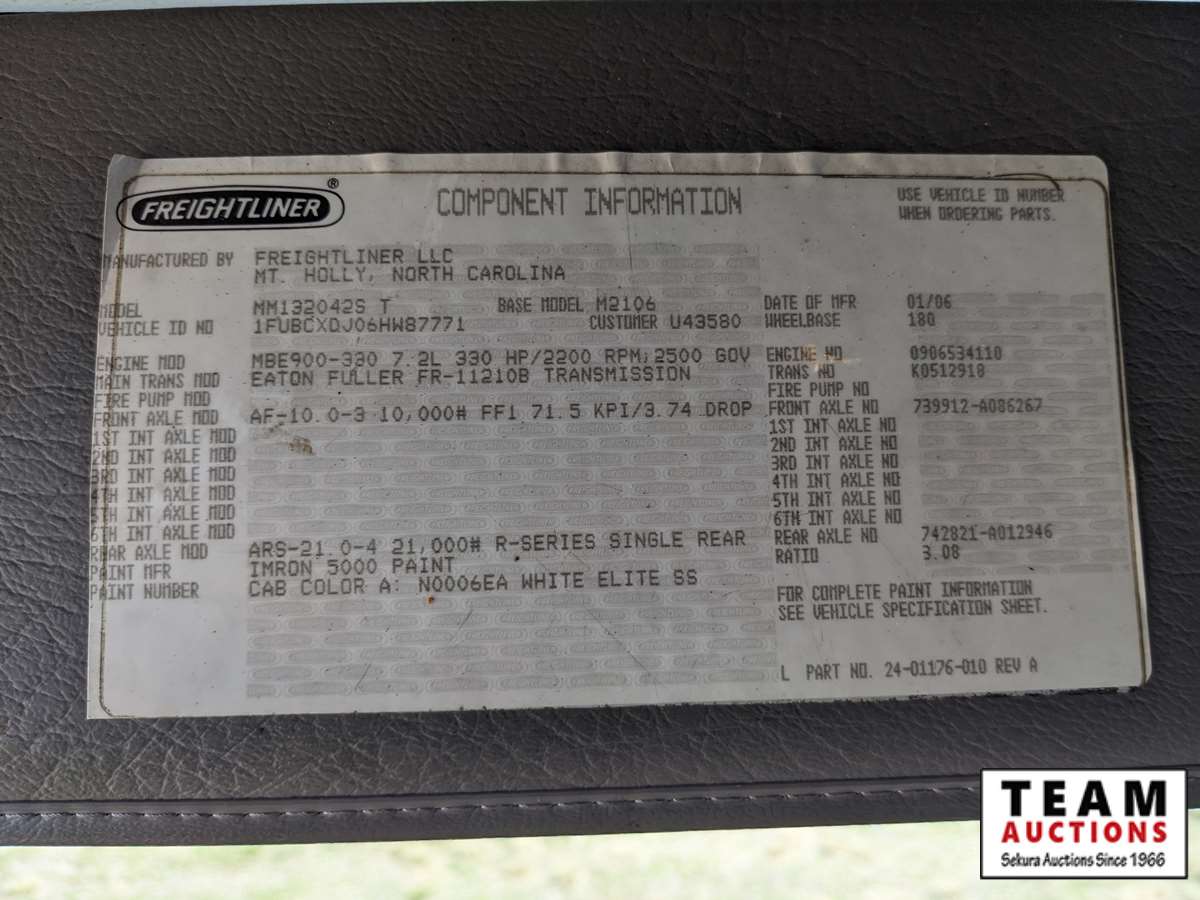 FREIGHTLINER ®
COMPONENT INFORMATION
USE VEHICLE ID NUMBER
WHEN ORDERING PARTS.
MANUFACTURED BY FREIGHTLINER LLC
MT. HOLLY, NORTH CAROLINA
MODEL MM132042S T BASE MODEL M2106 DATE OF MFR 01/06
VEHICLE ID NO 1FUBCXDJ06HW87771 CUSTOMER U43580 WHEELBASE 180
ENGINE MOD MBE900-330 7.2L 330 HP/2200 RPM, 2500 GOV ENGINE NO 0906534110
MAIN TRANS MOD EATON FULLER FR-11210B TRANSMISSION TRANS NO K0512918
FIRE PUMP MOD FIRE PUMP NO
FRONT AXLE MOD AF-10.0-3 10,000# FF1 71.5 KPI/3.74 DROP FRONT AXLE NO 739912-A086267
1ST INT AXLE MOD 1ST INT AXLE NO
2ND INT AXLE MOD 2ND INT AXLE NO
3RD INT AXLE MOD 3RD INT AXLE NO
4TH INT AXLE MOD 4TH INT AXLE NO
5TH INT AXLE MOD 5TH INT AXLE NO
6TH INT AXLE MOD 6TH INT AXLE NO
REAR AXLE MOD ARS-21.0-4 21,000# R-SERIES SINGLE REAR REAR AXLE NO 742821-A012946
PAINT MFR IMRON 5000 PAINT RATIO 3.08
PAINT NUMBER CAB COLOR A: N0006EA WHITE ELITE SS
FOR COMPLETE PAINT INFORMATION
SEE VEHICLE SPECIFICATION SHEET.
L PART NO. 24-01176-010 REV A
TEAM
AUCTIONS
Sekura Auctions Since 1966